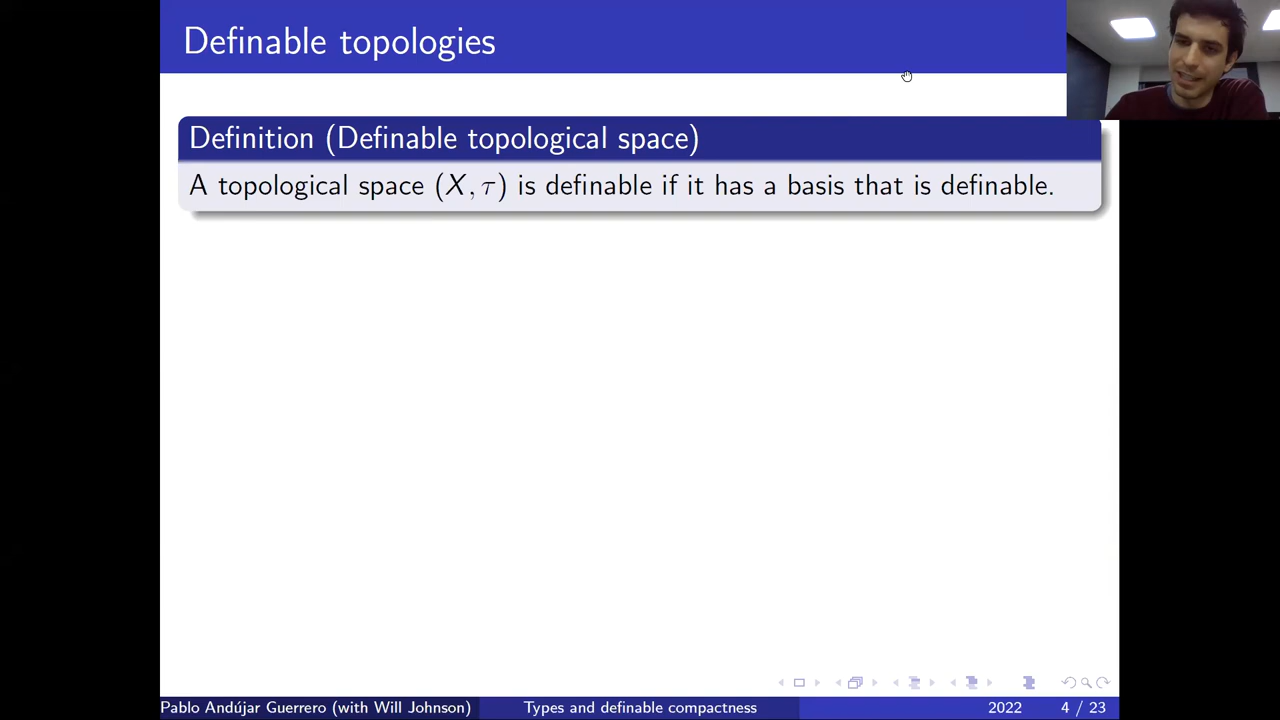 Definable topologies
Definition (Definable topological space)
A topological space (X, τ) is definable if it has a basis that is definable.
Pablo Andújar Guerrero (with Will Johnson) Types and definable compactness 2022 4 / 23